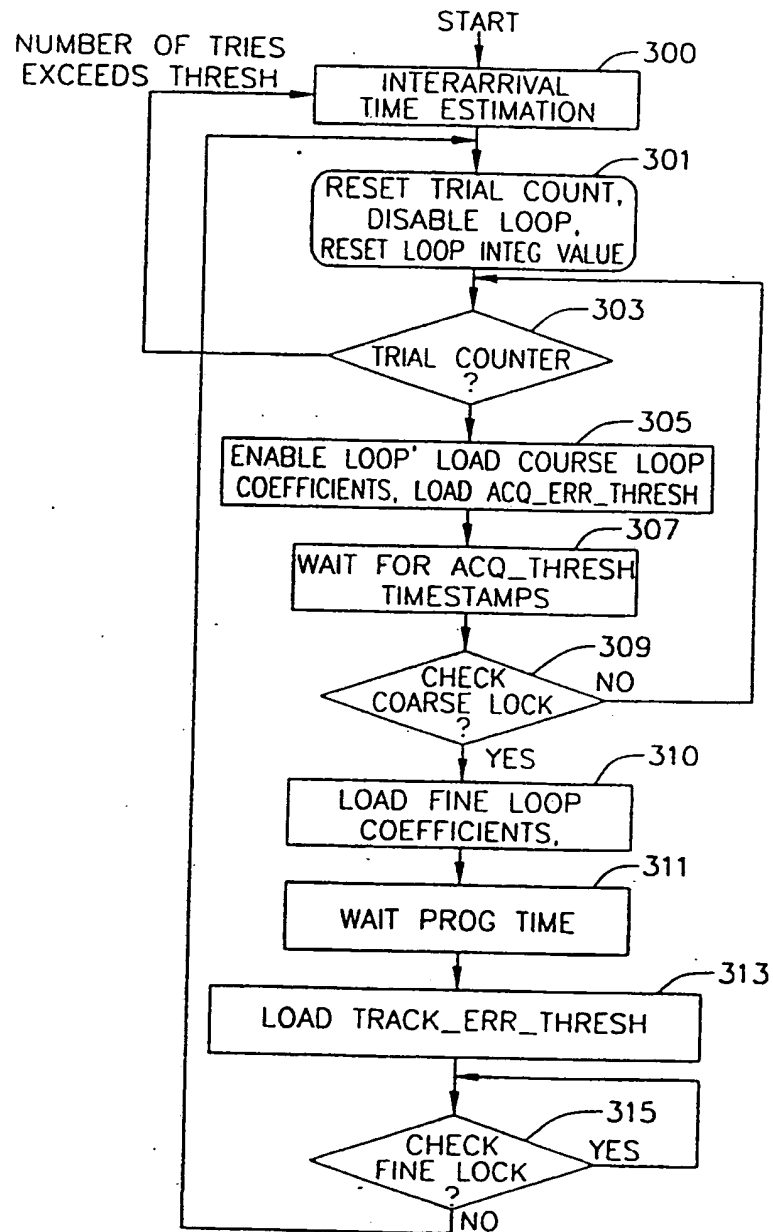 START
NUMBER OF TRIES
EXCEEDS THRESH
300
INTERARRIVAL
TIME ESTIMATION
301
RESET TRIAL COUNT,
DISABLE LOOP,
RESET LOOP INTEG VALUE
303
TRIAL COUNTER
?
305
ENABLE LOOP' LOAD COURSE LOOP
COEFFICIENTS, LOAD ACQ_ERR_THRESH
307
WAIT FOR ACQ_THRESH
TIMESTAMPS
309
CHECK
COARSE LOCK
?
NO
YES
310
LOAD FINE LOOP
COEFFICIENTS,
311
WAIT PROG TIME
313
LOAD TRACK_ERR_THRESH
315
CHECK
FINE LOCK
?
YES
NO